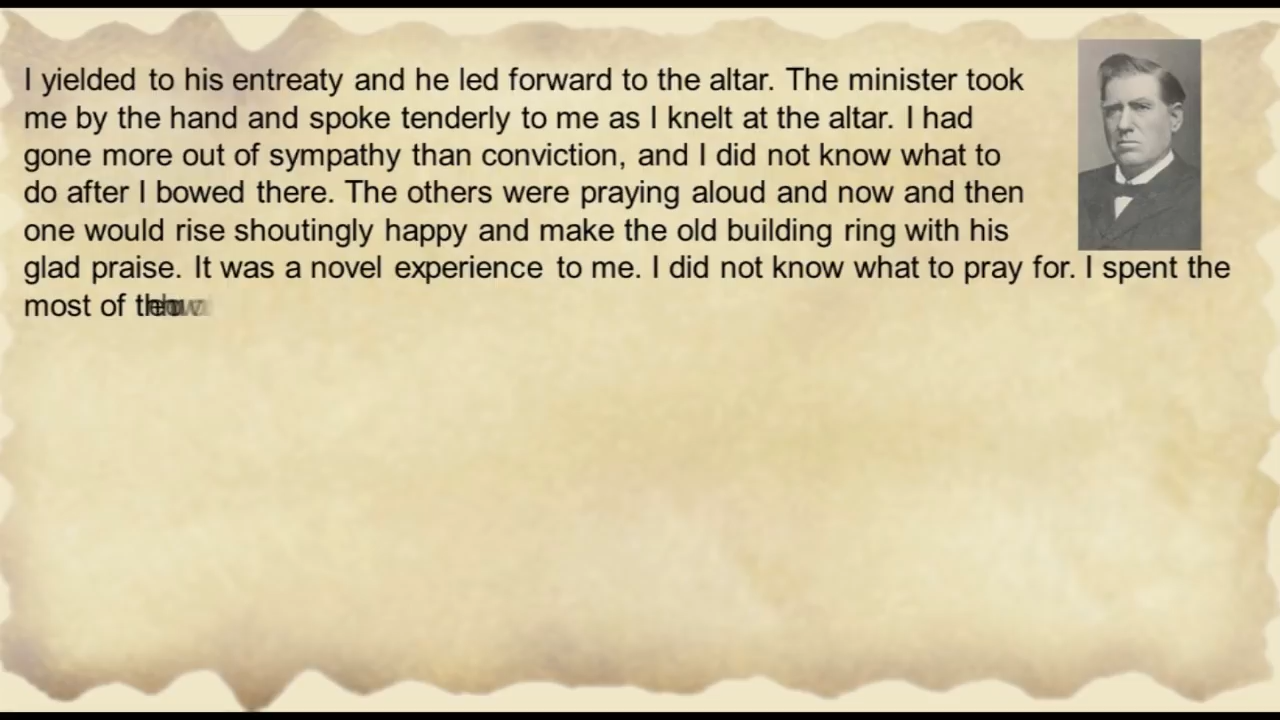 I yielded to his entreaty and he led forward to the altar. The minister took
me by the hand and spoke tenderly to me as I knelt at the altar. I had
gone more out of sympathy than conviction, and I did not know what to
do after I bowed there. The others were praying aloud and now and then
one would rise shoutingly happy and make the old building ring with his
glad praise. It was a novel experience to me. I did not know what to pray for. I spent the
most of